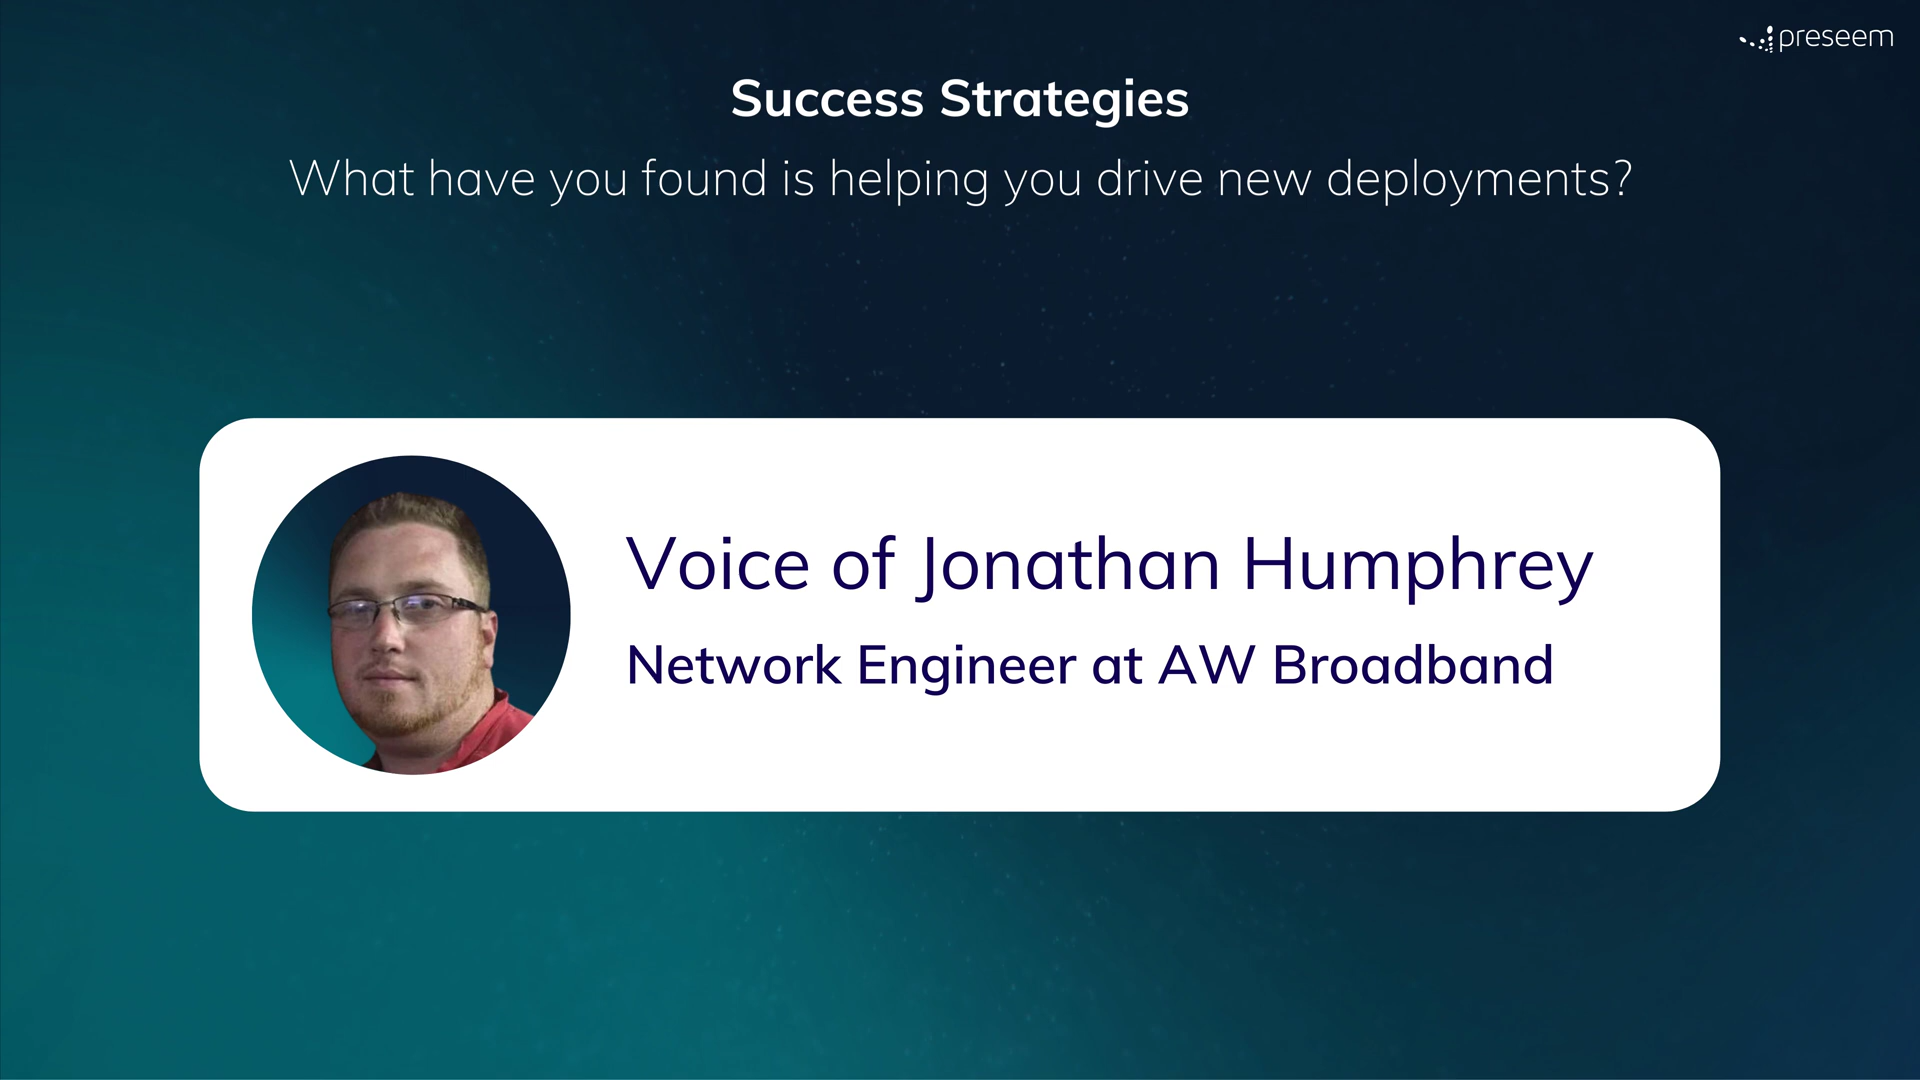 preseem
Success Strategies
What have you found is helping you drive new deployments?
Voice of Jonathan Humphrey
Network Engineer at AW Broadband